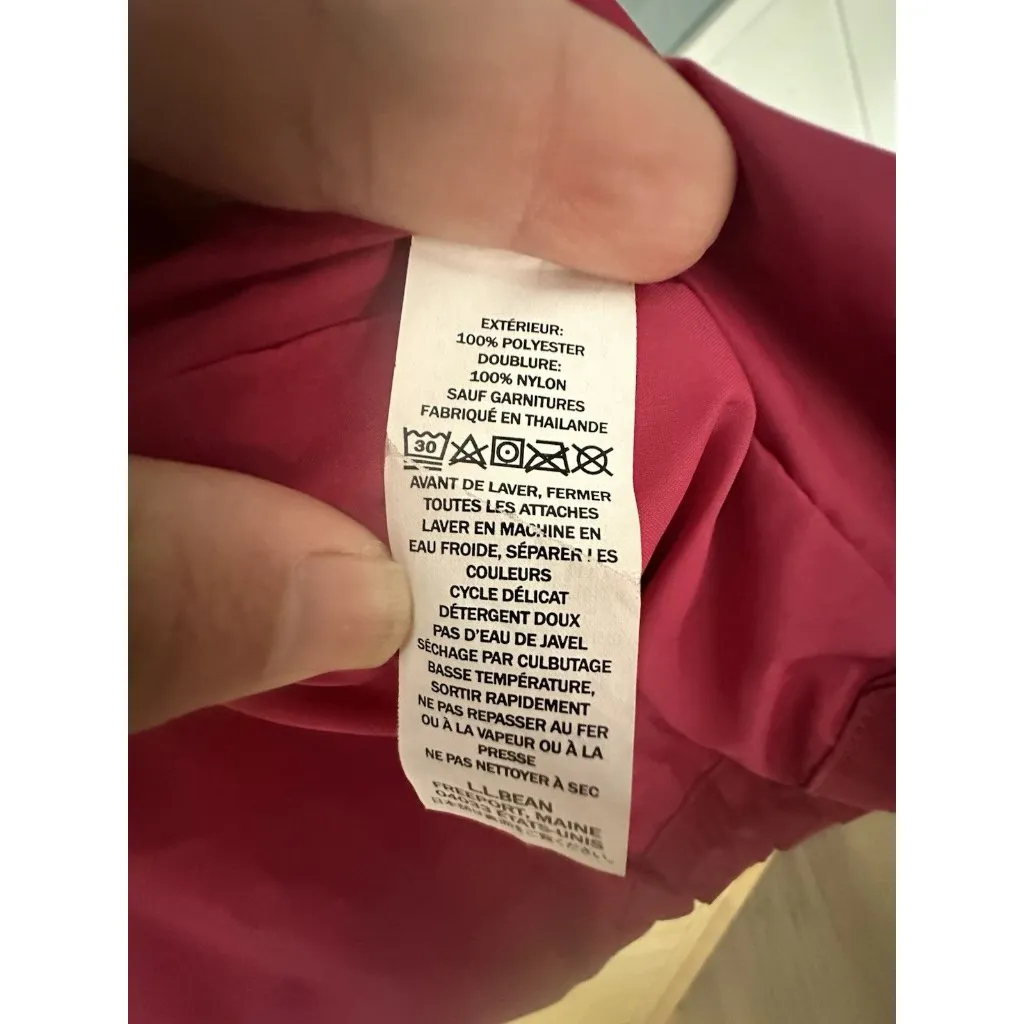 EXTÉRIEUR:
100% POLYESTER
DOUBLURE:
100% NYLON
SAUF GARNITURES
FABRIQUÉ EN THAILANDE
30
AVANT DE LAVER, FERMER
TOUTES LES ATTACHES
LAVER EN MACHINE EN
EAU FROIDE, SÉPARER LES
COULEURS
CYCLE DÉLICAT
DÉTERGENT DOUX
PAS D'EAU DE JAVEL
SÉCHAGE PAR CULBUTAGE
BASSE TEMPÉRATURE,
SORTIR RAPIDEMENT
NE PAS REPASSER AU FER
OU À LA VAPEUR OU À LA
PRESSE
NE PAS NETTOYER À SEC
L.L.BEAN
FREEPORT, MAINE
04033 ÉTATS-UNIS